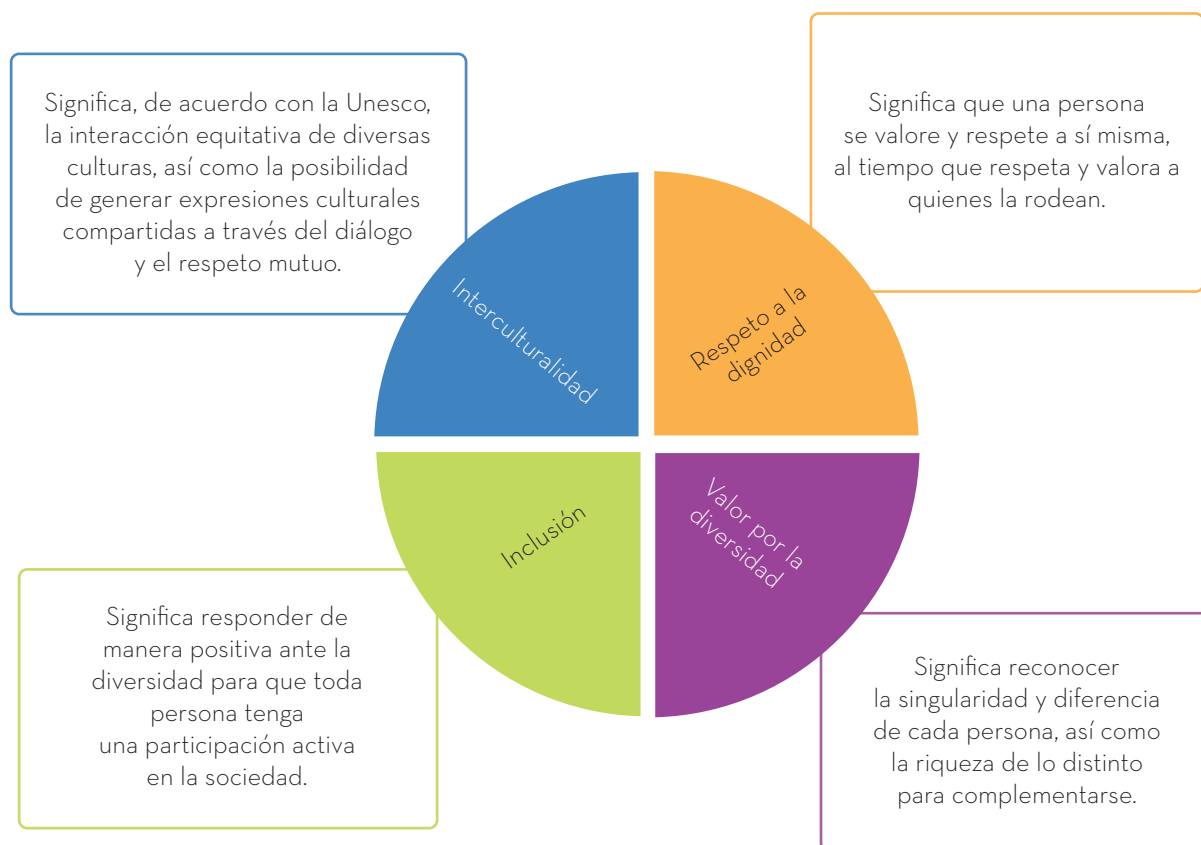 Significa, de acuerdo con la Unesco,
la interacción equitativa de diversas
culturas, así como la posibilidad
de generar expresiones culturales
compartidas a través del diálogo
y el respeto mutuo.
Significa que una persona
se valore y respete a sí misma,
al tiempo que respeta y valora a
quienes la rodean.
Interculturalidad
Respeto a la
dignidad
Inclusión
Valor por la
diversidad
Significa responder de
manera positiva ante la
diversidad para que toda
persona tenga
una participación activa
en la sociedad.
Significa reconocer
la singularidad y diferencia
de cada persona, así como
la riqueza de lo distinto
para complementarse.